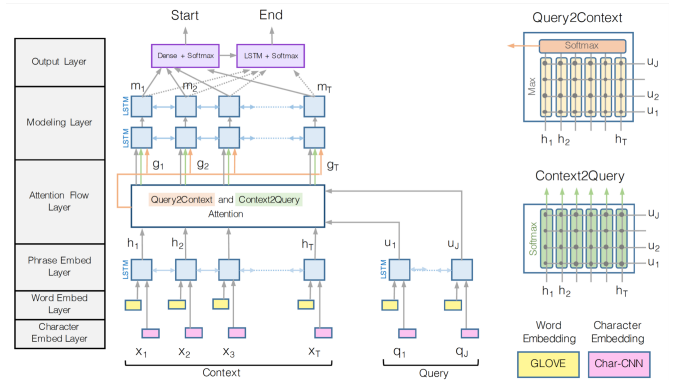 Start End
Query2Context
Output Layer
Dense + Softmax
LSTM + Softmax
Softmax
Max
u_J
u_2
u_1
h_1 h_2 h_T
m_1 m_2 m_T
Modeling Layer
LSTM
LSTM
g_1 g_2 g_T
Attention Flow
Layer
Query2Context and Context2Query
Attention
Context2Query
Softmax
u_J
u_2
u_1
h_1 h_2 h_T
h_1 h_2 h_T
u_1 u_J
Phrase Embed
Layer
LSTM
LSTM
Word Embed
Layer
Character
Embed Layer
x_1 x_2 x_3 x_T
q_1 q_J
Context
Query
Word
Embedding
GLOVE
Character
Embedding
Char-CNN